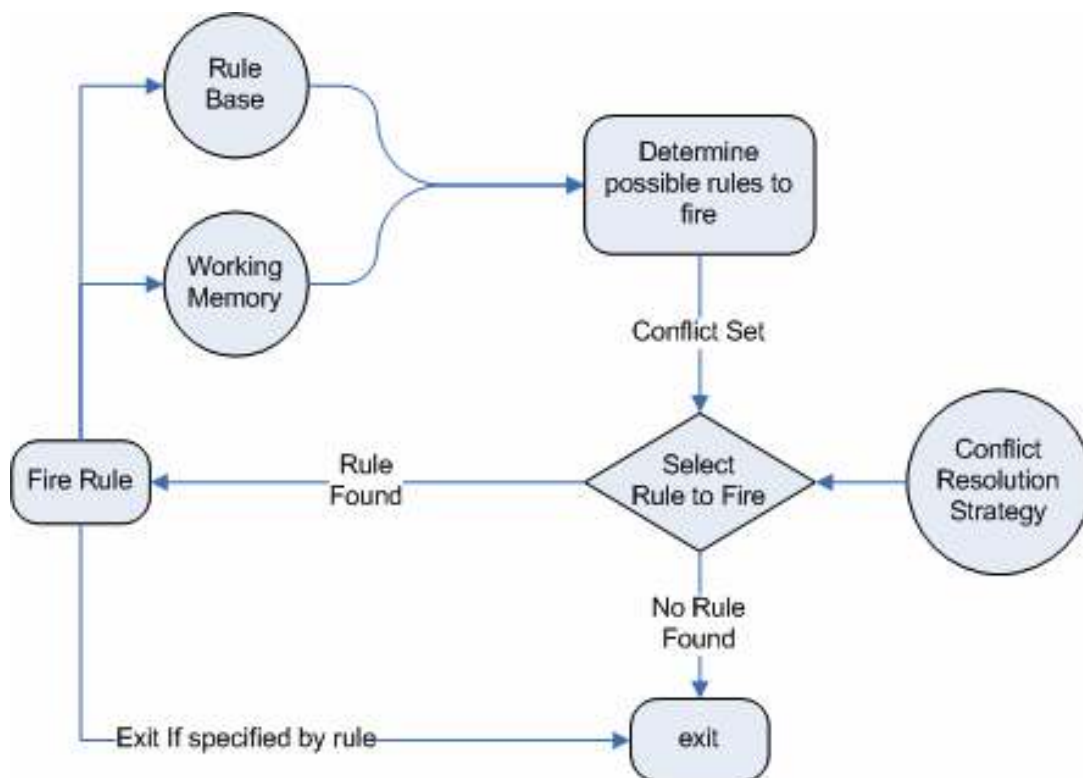 Rule
Base
Determine
possible rules to
fire
Working
Memory
Conflict Set
Fire Rule
Rule
Found
Select
Rule to Fire
Conflict
Resolution
Strategy
No Rule
Found
Exit If specified by rule
exit